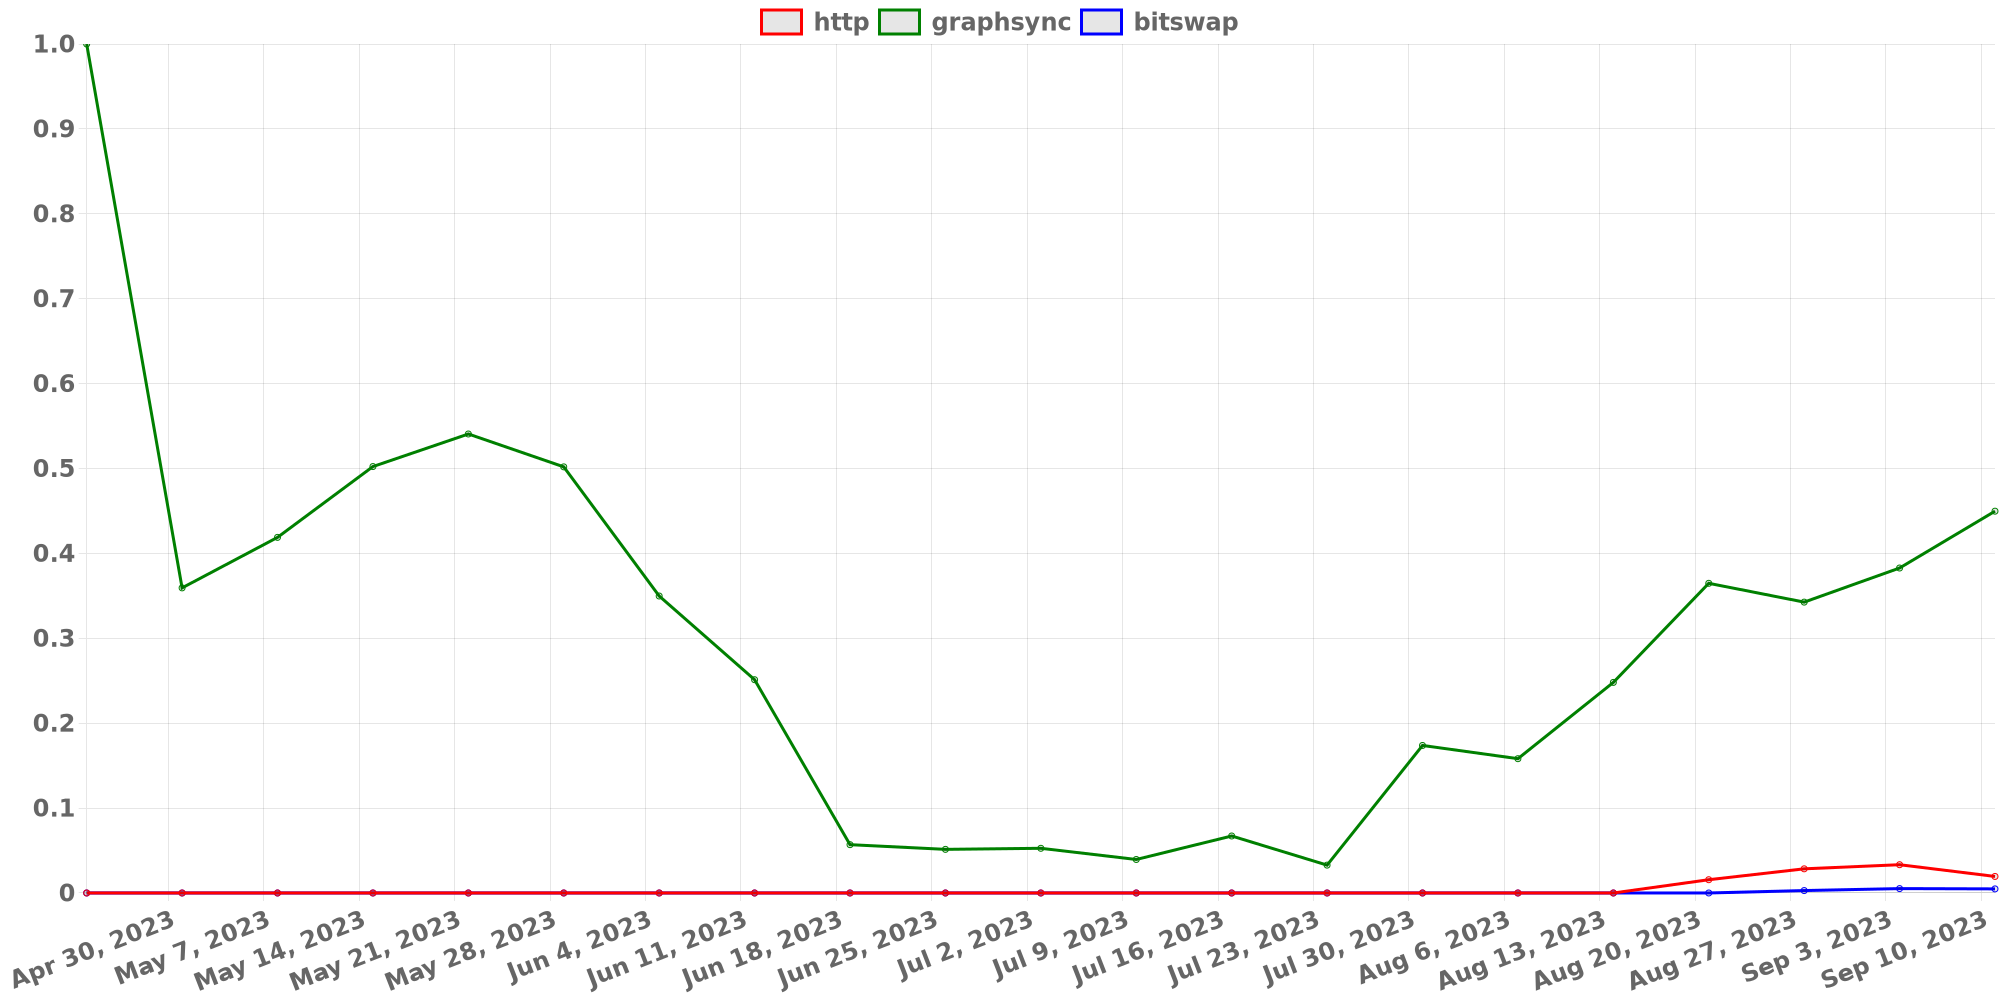 http graphsync bitswap
1.0
0.9
0.8
0.7
0.6
0.5
0.4
0.3
0.2
0.1
0
Apr 30, 2023
May 7, 2023
May 14, 2023
May 21, 2023
May 28, 2023
Jun 4, 2023
Jun 11, 2023
Jun 18, 2023
Jun 25, 2023
Jul 2, 2023
Jul 9, 2023
Jul 16, 2023
Jul 23, 2023
Jul 30, 2023
Aug 6, 2023
Aug 13, 2023
Aug 20, 2023
Aug 27, 2023
Sep 3, 2023
Sep 10, 2023